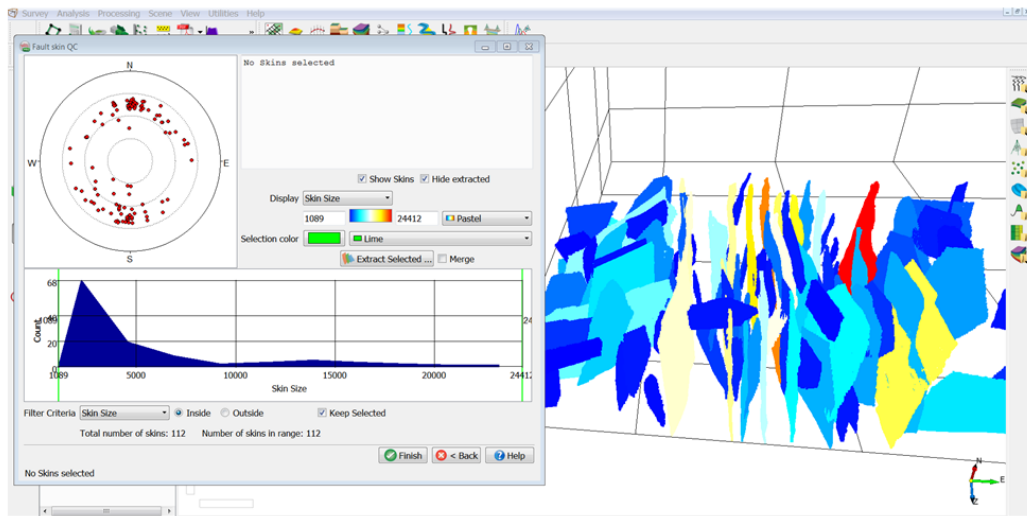 Survey Analysis Processing Scene View Utilities Help
Fault skin QC
N
W
E
S
No Skins selected
Show Skins Hide extracted
Display Skin Size
1089 24412 Pastel
Selection color Lime
Extract Selected ... Merge
68
20
0
Count
1089
1089 5000 10000 15000 20000 24412
Skin Size
Filter Criteria Skin Size Inside Outside Keep Selected
Total number of skins: 112 Number of skins in range: 112
Finish < Back Help
No Skins selected
N
E
Z